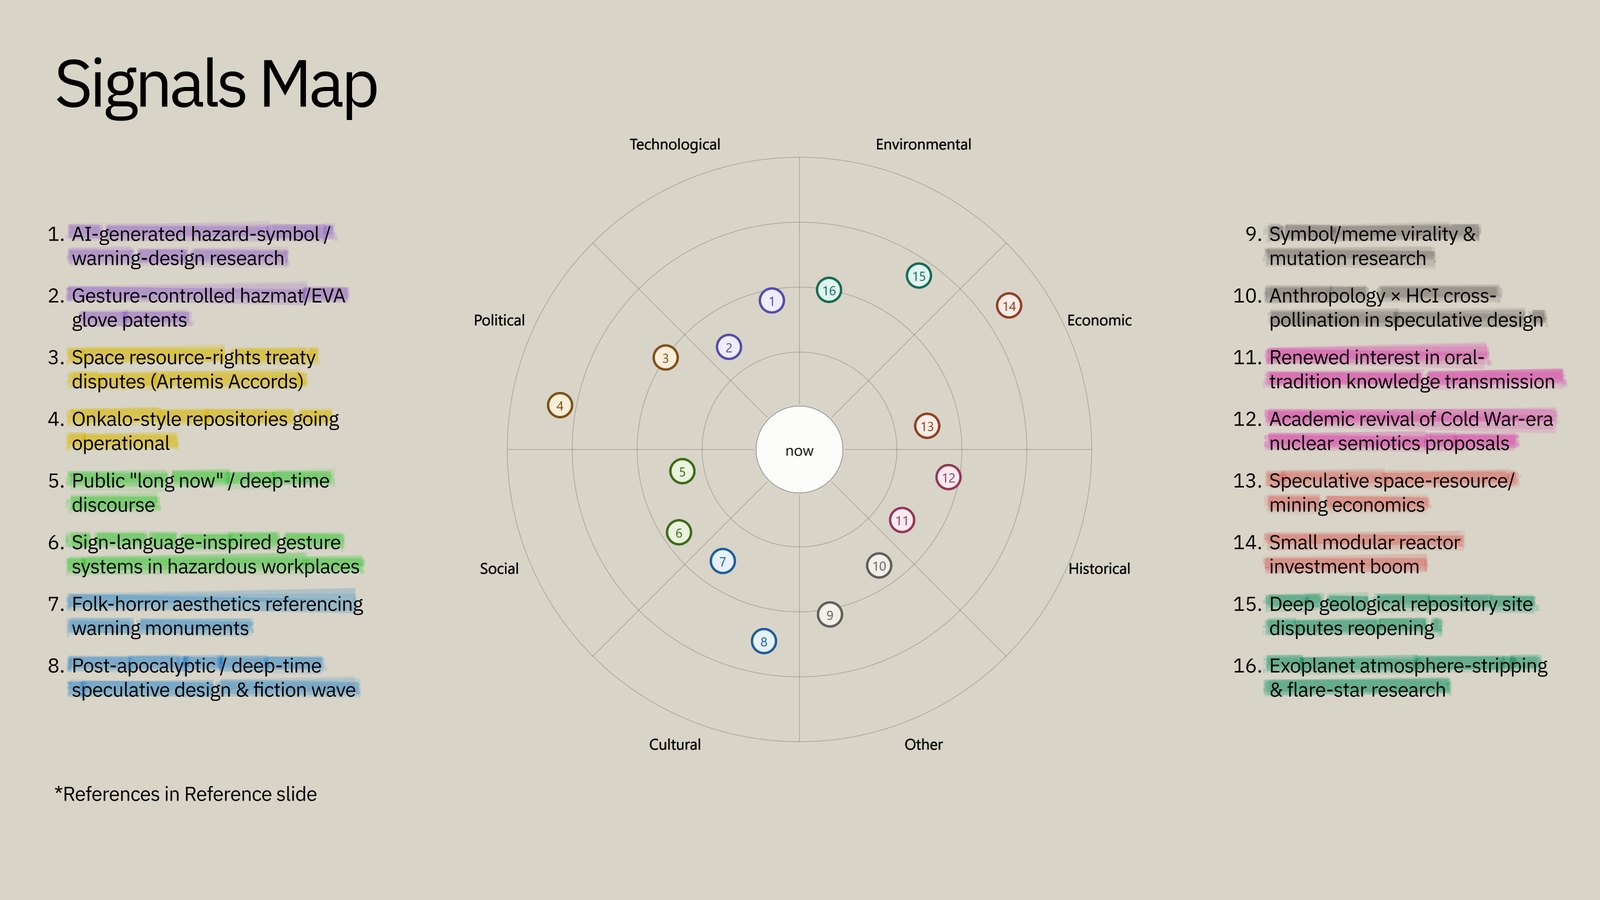 Signals Map
1. AI-generated hazard-symbol /
warning-design research
2. Gesture-controlled hazmat/EVA
glove patents
3. Space resource-rights treaty
disputes (Artemis Accords)
4. Onkalo-style repositories going
operational
5. Public "long now" / deep-time
discourse
6. Sign-language-inspired gesture
systems in hazardous workplaces
7. Folk-horror aesthetics referencing
warning monuments
8. Post-apocalyptic / deep-time
speculative design & fiction wave
*References in Reference slide
Technological
Environmental
Political
Economic
Social
Historical
Cultural
Other
now
1
2
3
4
5
6
7
8
9
10
11
12
13
14
15
16
9. Symbol/meme virality &
mutation research
10. Anthropology × HCI cross-
pollination in speculative design
11. Renewed interest in oral-
tradition knowledge transmission
12. Academic revival of Cold War-era
nuclear semiotics proposals
13. Speculative space-resource/
mining economics
14. Small modular reactor
investment boom
15. Deep geological repository site
disputes reopening
16. Exoplanet atmosphere-stripping
& flare-star research